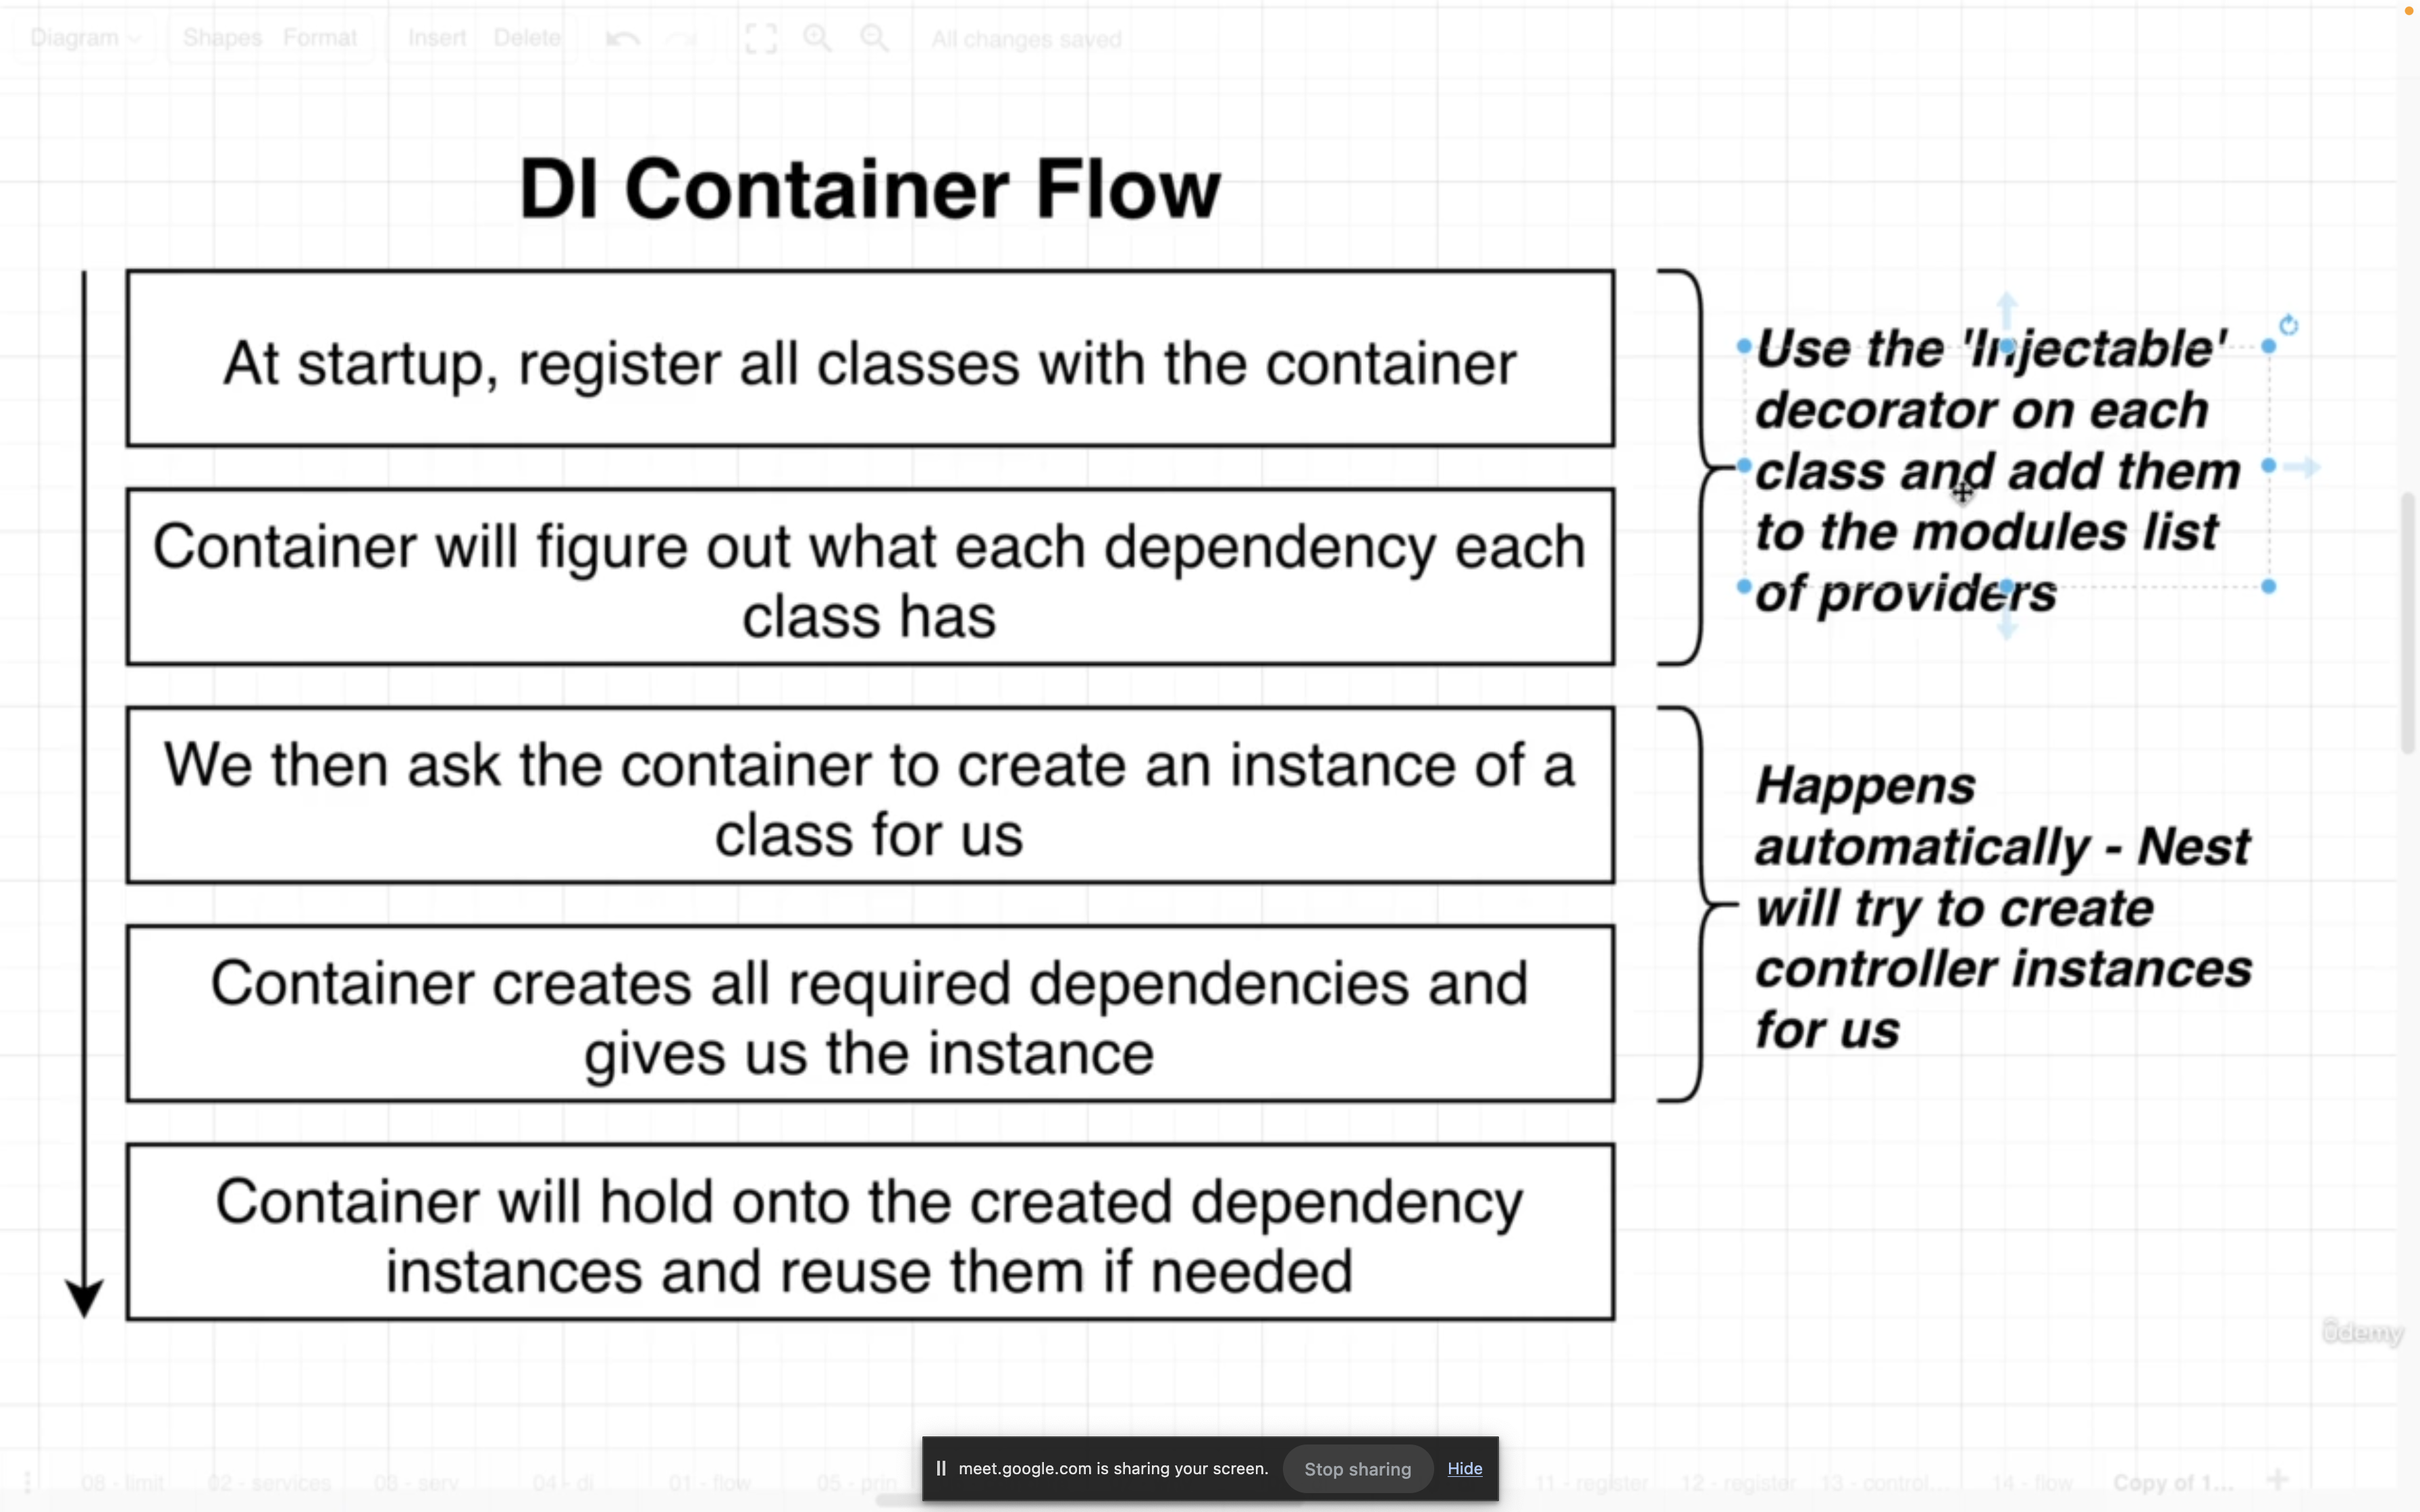 Diagram
Shapes Format
Insert Delete
All changes saved
DI Container Flow
At startup, register all classes with the container
Container will figure out what each dependency each
class has
We then ask the container to create an instance of a
class for us
Container creates all required dependencies and
gives us the instance
Container will hold onto the created dependency
instances and reuse them if needed
Use the 'Injectable'
decorator on each
class and add them
to the modules list
of providers
Happens
automatically - Nest
will try to create
controller instances
for us
ûdemy
meet.google.com is sharing your screen.
Stop sharing
Hide
08 - limit
02 - services
03 - serv
04 - di
01 - flow
05 - prin
11 - register
12 - register
13 - control...
14 - flow
Copy of 1...